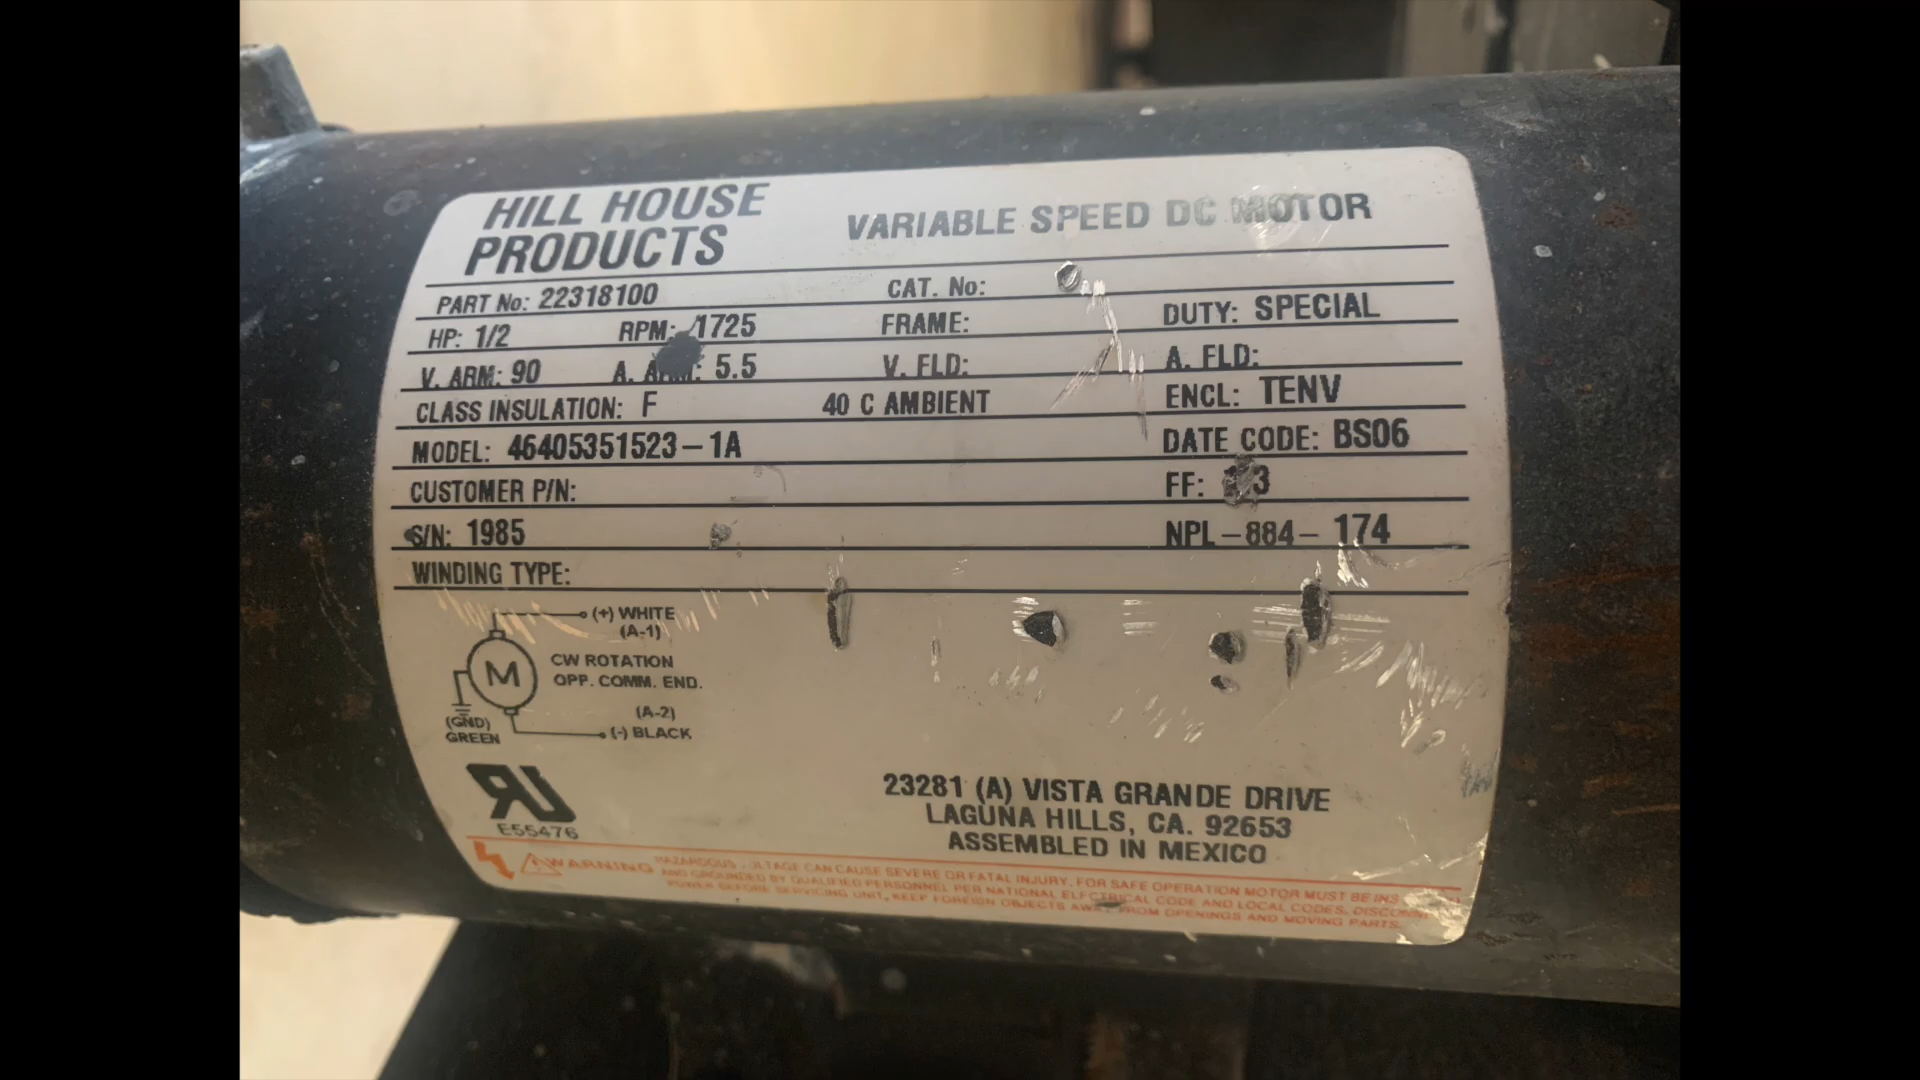 HILL HOUSE
PRODUCTS
VARIABLE SPEED DC MOTOR
PART No: 22318100 CAT. No:
HP: 1/2 RPM: 1725 FRAME: DUTY: SPECIAL
V. ARM: 90 A. ARM: 5.5 V. FLD: A. FLD:
CLASS INSULATION: F 40 C AMBIENT ENCL: TENV
MODEL: 46405351523-1A DATE CODE: BS06
CUSTOMER P/N: FF:
S/N: 1985 NPL-884-174
WINDING TYPE:
(+) WHITE
(A-1)
M
CW ROTATION
OPP. COMM. END.
(A-2)
(-) BLACK
(GND)
GREEN
E55476
23281 (A) VISTA GRANDE DRIVE
LAGUNA HILLS, CA. 92653
ASSEMBLED IN MEXICO
WARNING HAZARDOUS VOLTAGE CAN CAUSE SEVERE OR FATAL INJURY. FOR SAFE OPERATION MOTOR MUST BE
AND GROUNDED BY QUALIFIED PERSONNEL PER NATIONAL ELECTRICAL CODE AND LOCAL CODES. DISCONNECT
POWER BEFORE SERVICING UNIT, KEEP FOREIGN OBJECTS AWAY FROM OPENINGS AND MOVING PARTS.